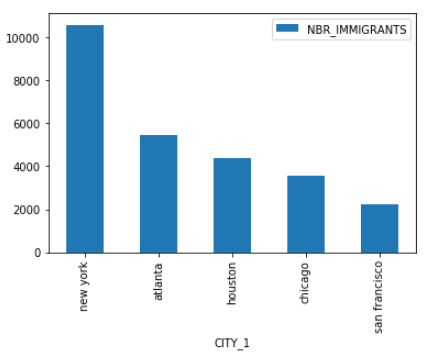 NBR_IMMIGRANTS
10000
8000
6000
4000
2000
0
new york
atlanta
houston
chicago
san francisco
CITY_1